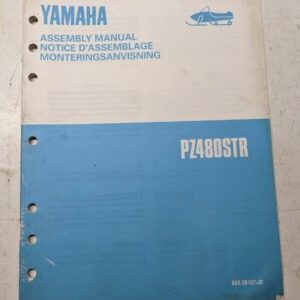 YAMAHA
ASSEMBLY MANUAL
NOTICE D'ASSEMBLAGE
MONTERINGSANVISNING
PZ480STR